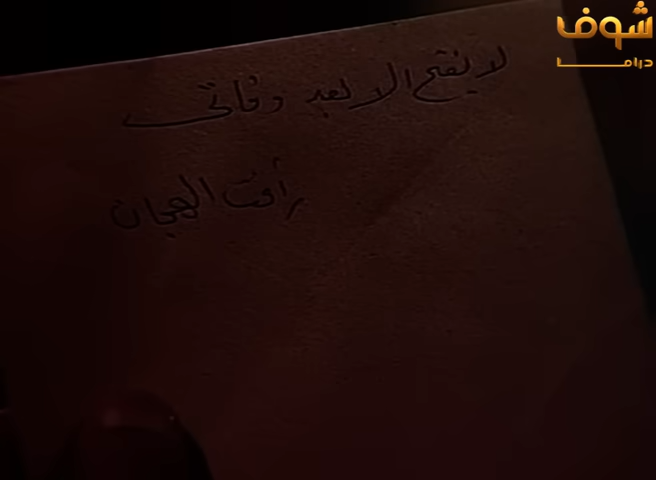 شوف
دراما
لا يفتح الا بعد وفاتى
رأفت الهجان